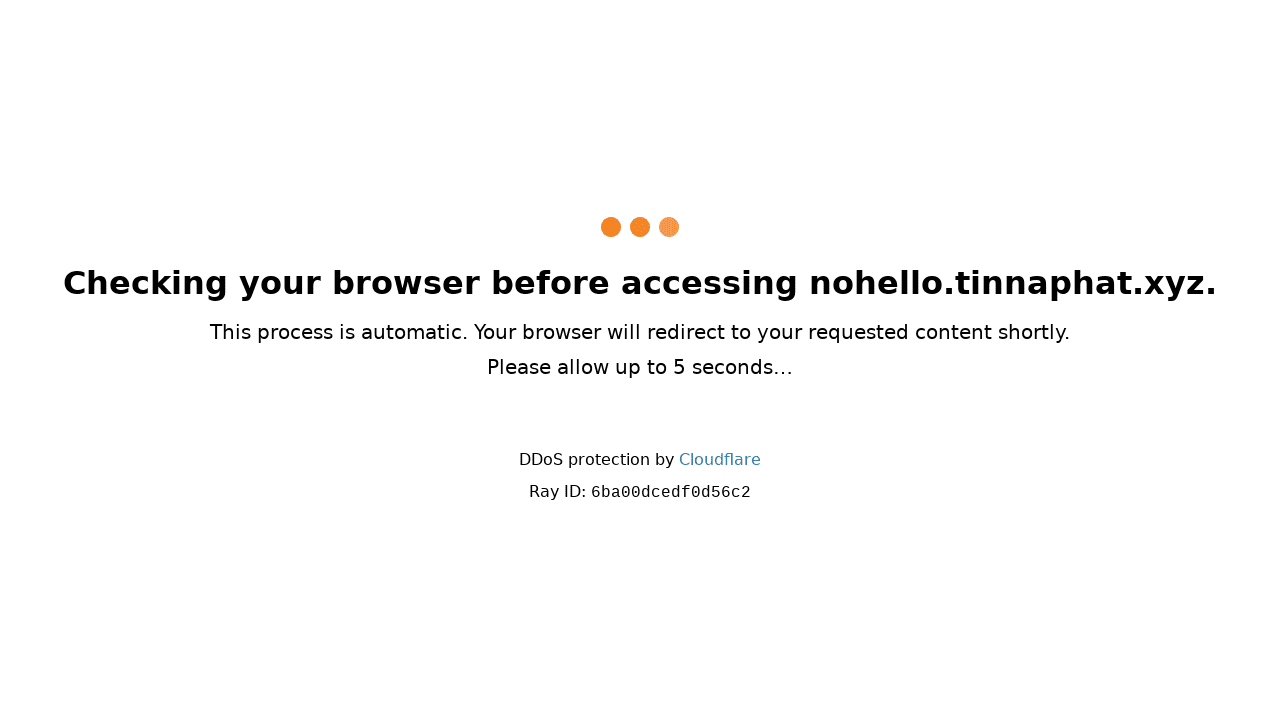 Checking your browser before accessing nohello.tinnaphat.xyz.
This process is automatic. Your browser will redirect to your requested content shortly.
Please allow up to 5 seconds…
DDoS protection by Cloudflare
Ray ID: 6ba00dcedf0d56c2